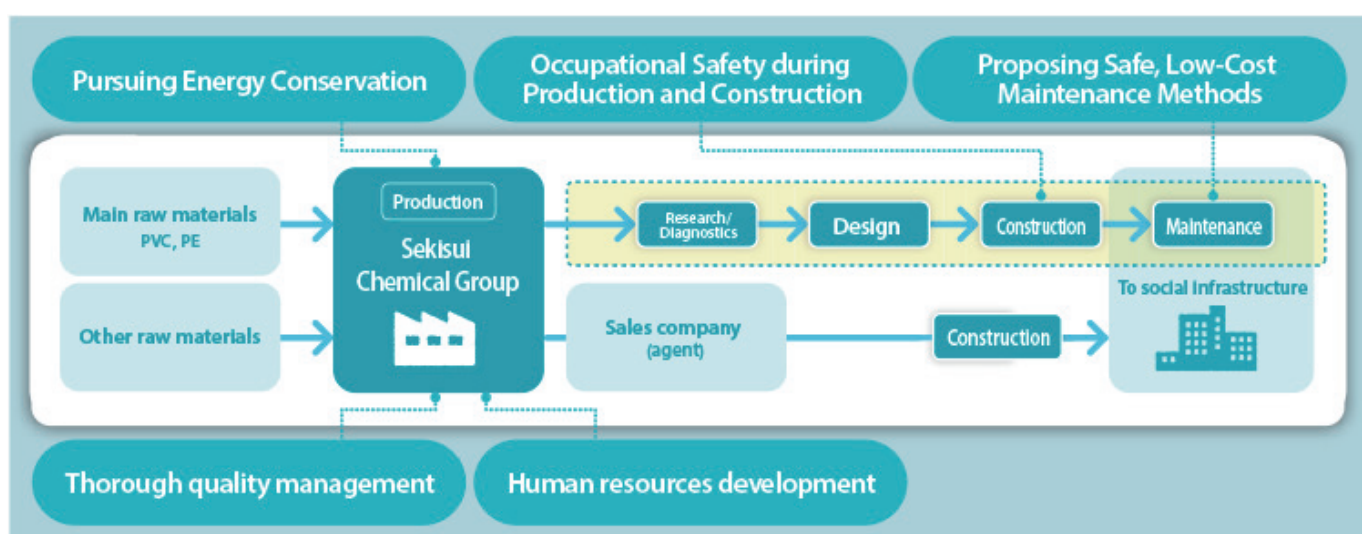 Pursuing Energy Conservation
Occupational Safety during
Production and Construction
Proposing Safe, Low-Cost
Maintenance Methods
Main raw materials
PVC, PE
Other raw materials
Production
Sekisui
Chemical Group
Research/
Diagnostics
Design
Construction
Maintenance
To social infrastructure
Sales company
(agent)
Construction
Thorough quality management
Human resources development